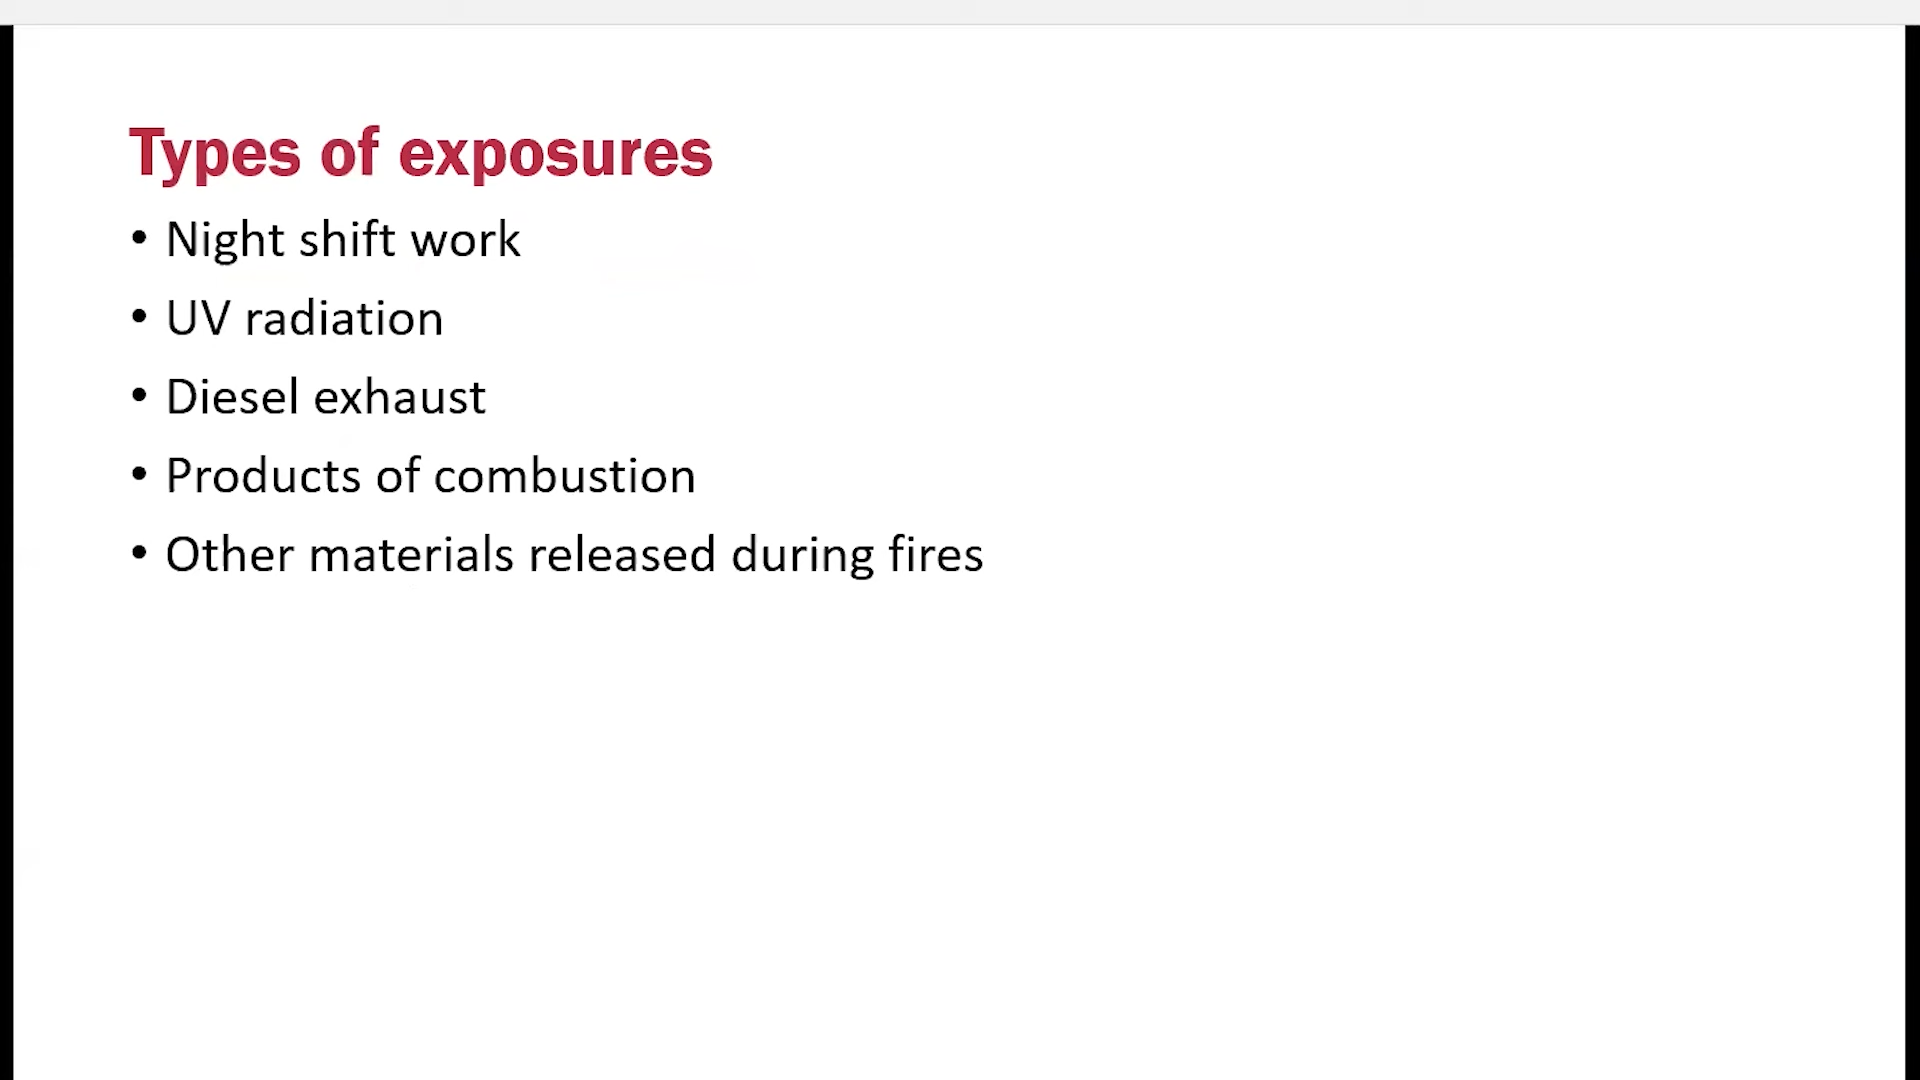 Types of exposures
• Night shift work
• UV radiation
• Diesel exhaust
• Products of combustion
• Other materials released during fires